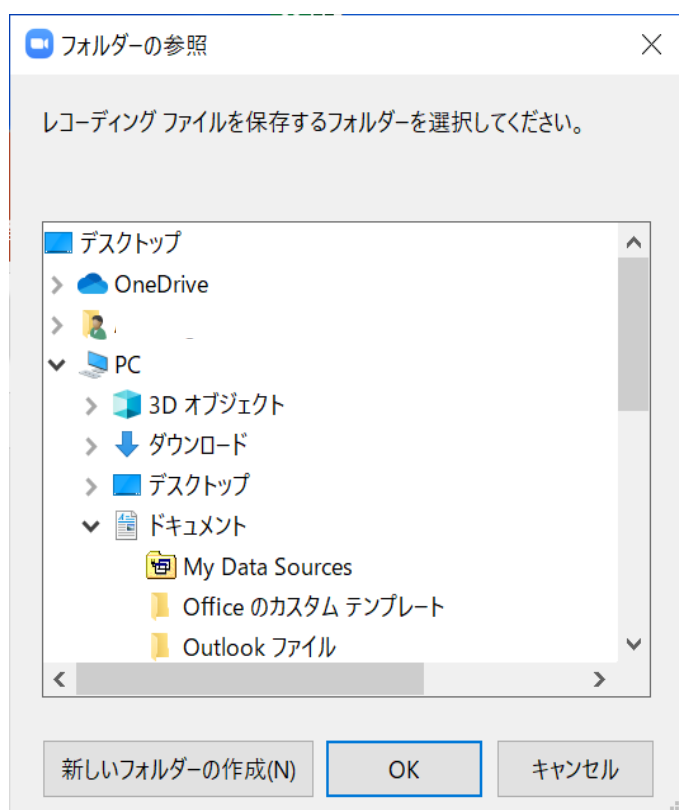 フォルダーの参照
レコーディング ファイルを保存するフォルダーを選択してください。
デスクトップ
OneDrive
PC
3D オブジェクト
ダウンロード
デスクトップ
ドキュメント
My Data Sources
Office のカスタム テンプレート
Outlook ファイル
新しいフォルダーの作成(N)
OK
キャンセル